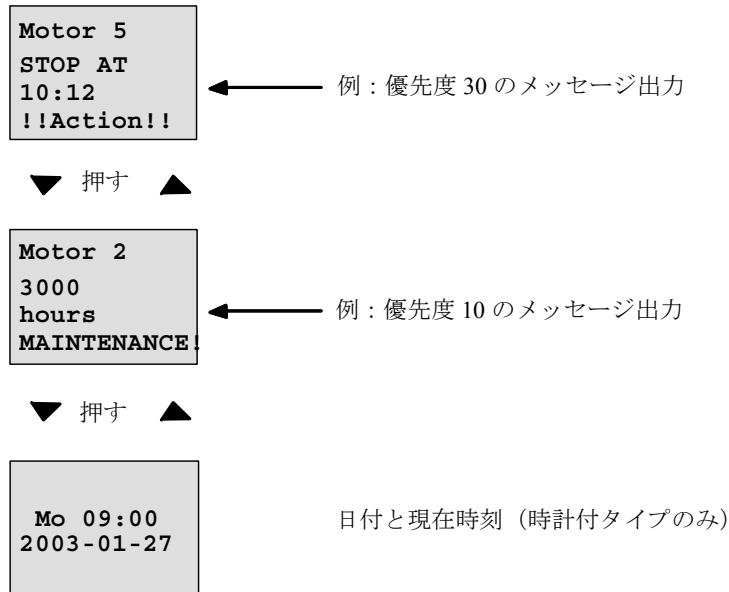 Motor 5
STOP AT
10:12
!!Action!!
例：優先度 30 のメッセージ出力
押す
Motor 2
3000
hours
MAINTENANCE!
例：優先度 10 のメッセージ出力
押す
Mo 09:00
2003-01-27
日付と現在時刻（時計付タイプのみ）